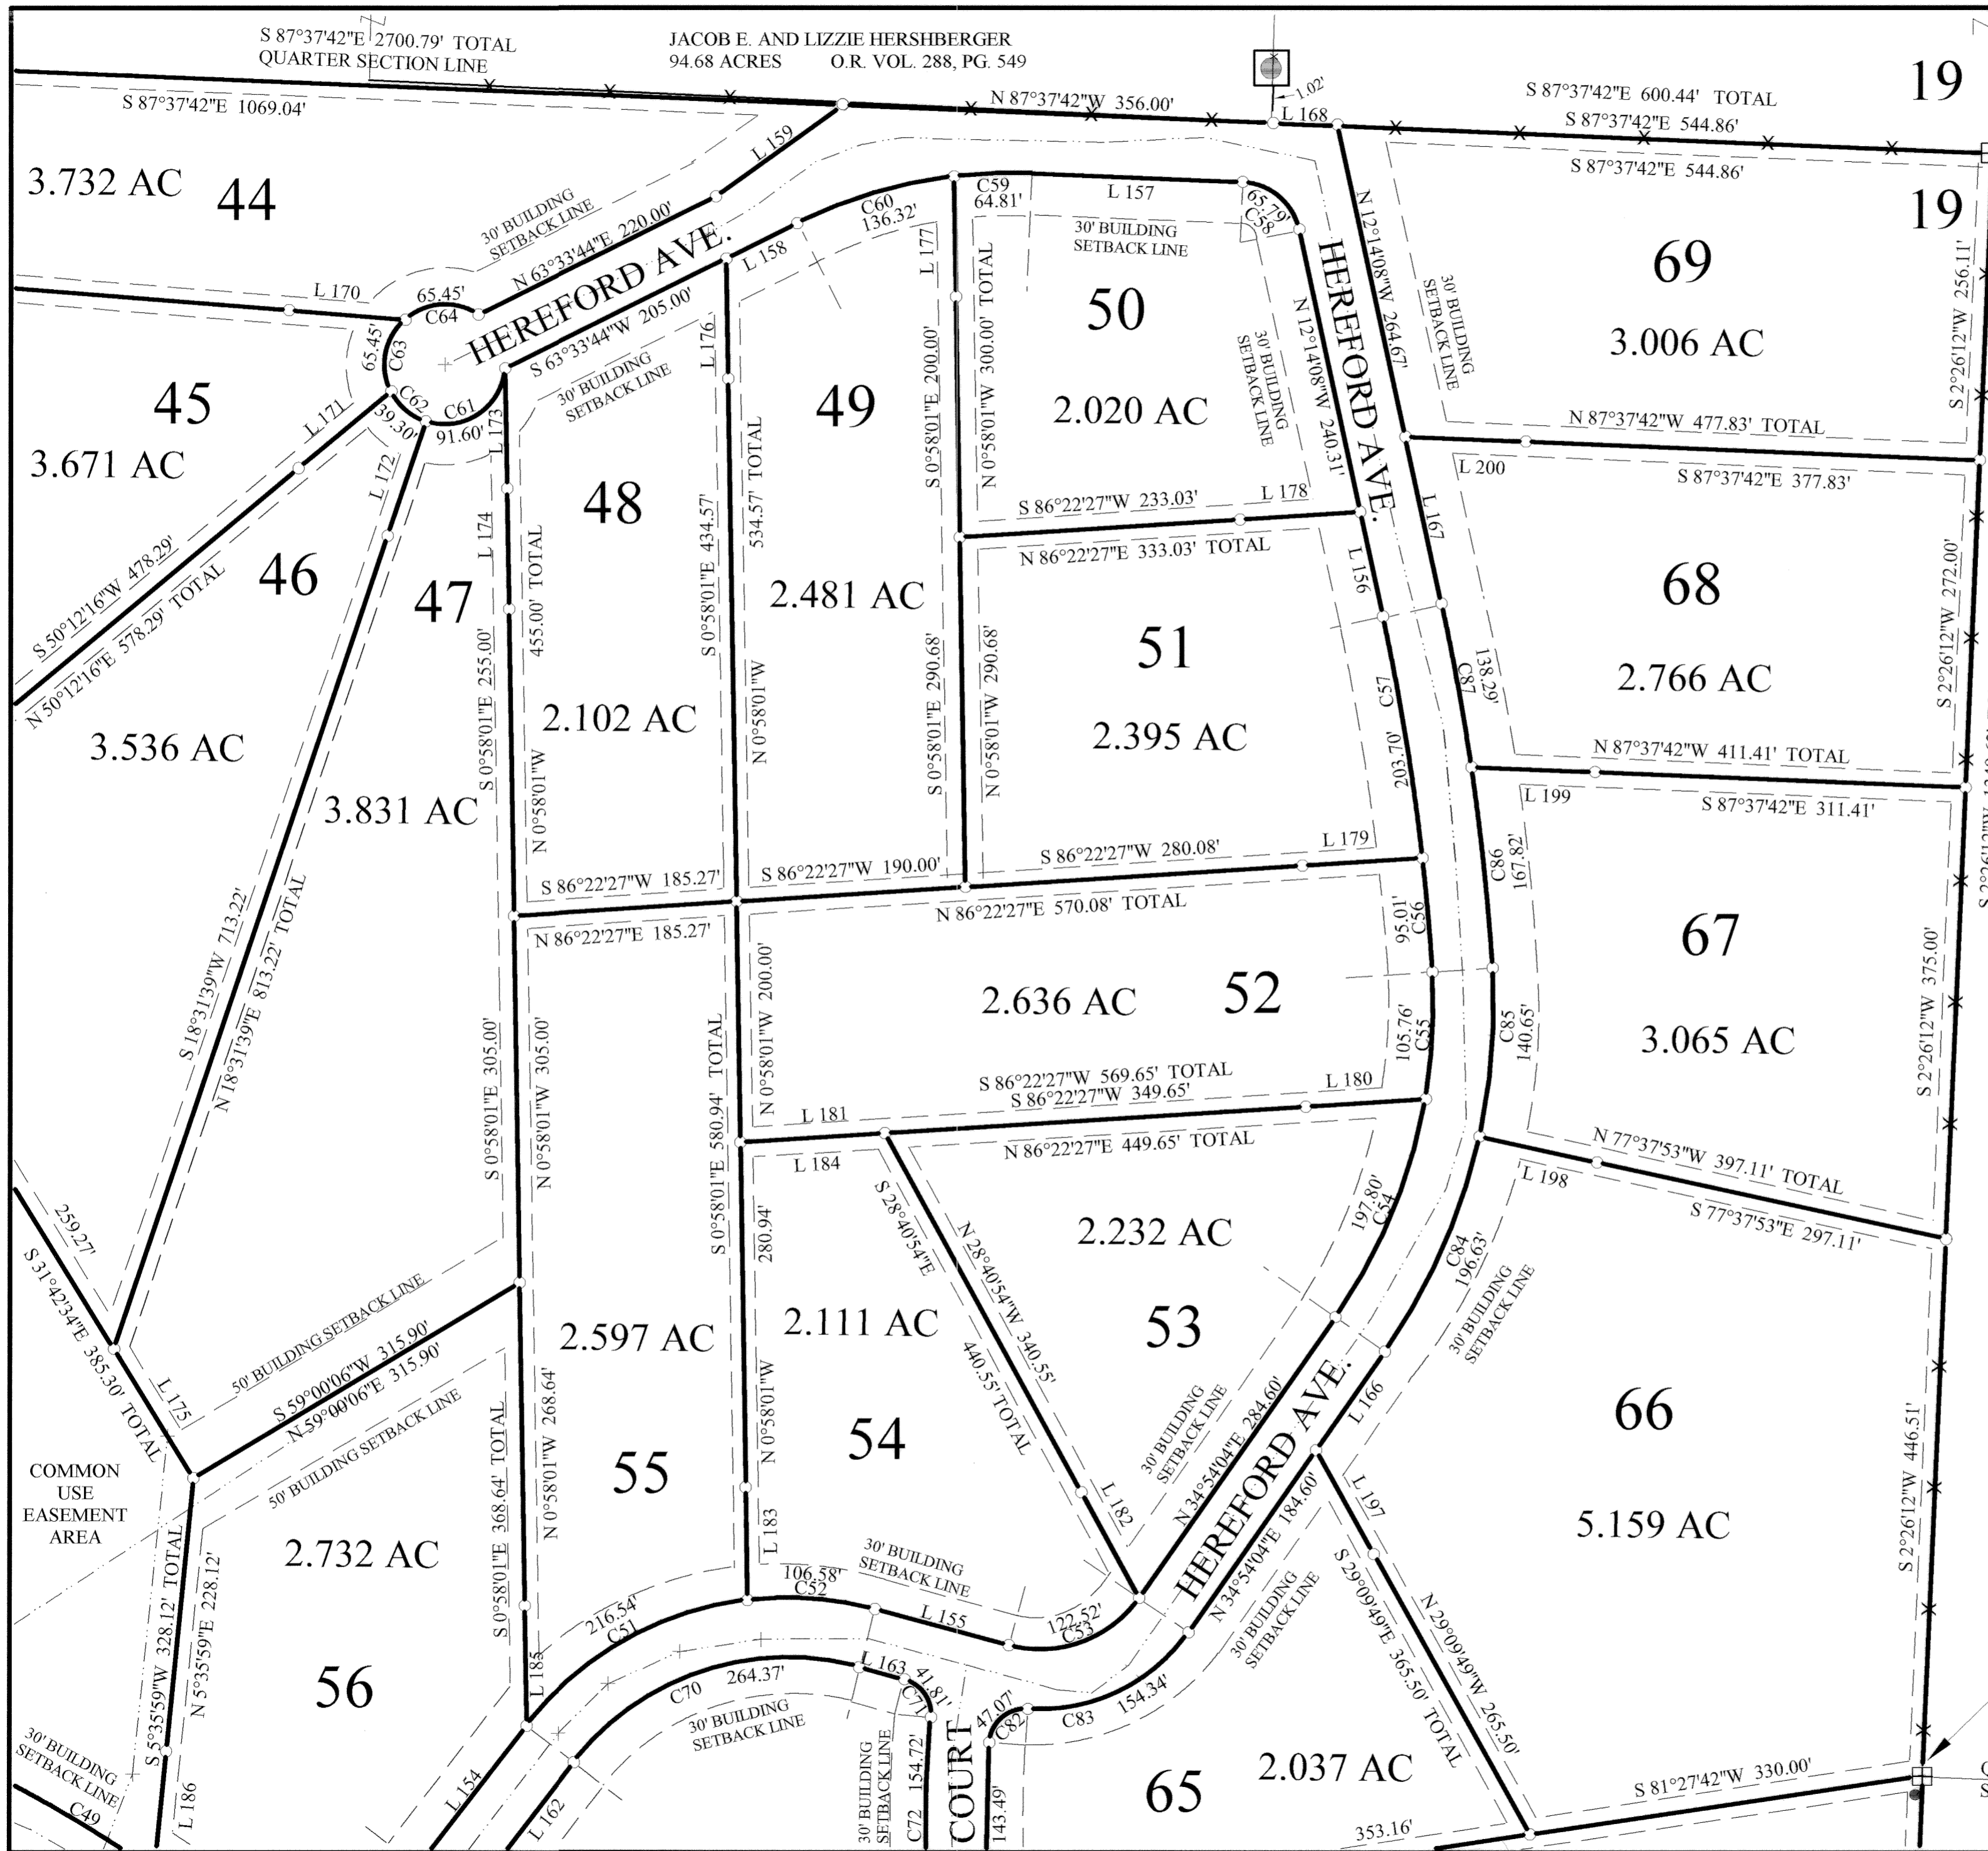 S 87°37'42"E 2700.79' TOTAL
QUARTER SECTION LINE
JACOB E. AND LIZZIE HERSHBERGER
94.68 ACRES O.R. VOL. 288, PG. 549
S 87°37'42"E 1069.04'
N 87°37'42"W 356.00'
1.02'
L 168
S 87°37'42"E 600.44' TOTAL
S 87°37'42"E 544.86'
S 87°37'42"E 544.86'
19
19
3.732 AC
44
L 159
30' BUILDING
SETBACK LINE
N 63°33'44"E 220.00'
HEREFORD AVE.
S 63°33'44"W 205.00'
30' BUILDING
SETBACK LINE
L 158
C60
136.32'
C59
64.81'
L 157
65.79'
C58
30' BUILDING
SETBACK LINE
L 170
65.45'
C64
65.45'
C63
C62
39.30'
C61
91.60'
L 171
L 172
L 173
L 174
L 176
L 177
45
3.671 AC
S 50°12'16"W 478.29'
N 50°12'16"E 578.29' TOTAL
46
3.536 AC
47
3.831 AC
S 18°31'39"W 713.22'
N 18°31'39"E 813.22' TOTAL
S 0°58'01"E 255.00'
455.00' TOTAL
N 0°58'01"W
48
2.102 AC
S 0°58'01"E 434.57'
534.57' TOTAL
N 0°58'01"W
49
2.481 AC
S 0°58'01"E 200.00'
N 0°58'01"W 300.00' TOTAL
S 0°58'01"E 290.68'
N 0°58'01"W 290.68'
50
2.020 AC
30' BUILDING
SETBACK LINE
N 12°14'08"W 240.31'
HEREFORD AVE.
N 12°14'08"W 264.67'
30' BUILDING
SETBACK LINE
69
3.006 AC
S 2°26'12"W 256.11'
N 87°37'42"W 477.83' TOTAL
L 200
S 87°37'42"E 377.83'
S 86°22'27"W 233.03'
L 178
N 86°22'27"E 333.03' TOTAL
L 156
L 167
51
2.395 AC
C57
203.70'
C87
138.29'
68
2.766 AC
S 2°26'12"W 272.00'
N 87°37'42"W 411.41' TOTAL
L 199
S 87°37'42"E 311.41'
S 86°22'27"W 185.27'
S 86°22'27"W 190.00'
S 86°22'27"W 280.08'
L 179
N 86°22'27"E 185.27'
N 86°22'27"E 570.08' TOTAL
95.01'
C56
C86
167.82'
67
3.065 AC
S 2°26'12"W 375.00'
N 0°58'01"W 200.00'
2.636 AC
52
105.76'
C55
C85
140.65'
S 86°22'27"W 569.65' TOTAL
S 86°22'27"W 349.65'
L 180
L 181
N 86°22'27"E 449.65' TOTAL
L 184
N 77°37'53"W 397.11' TOTAL
L 198
S 77°37'53"E 297.11'
S 0°58'01"E 305.00'
N 0°58'01"W 305.00'
S 0°58'01"E 580.94' TOTAL
280.94'
N 0°58'01"W
S 28°40'54"E
440.55' TOTAL
N 28°40'54"W 340.55'
2.232 AC
53
197.80'
C54
C84
196.63'
30' BUILDING
SETBACK LINE
259.27'
S 31°42'34"E 385.30' TOTAL
L 175
50' BUILDING SETBACK LINE
S 59°00'06"W 315.90'
N 59°00'06"E 315.90'
50' BUILDING SETBACK LINE
2.597 AC
55
2.111 AC
54
30' BUILDING
SETBACK LINE
N 34°54'04"E 284.60'
HEREFORD AVE.
N 34°54'04"E 184.60'
L 166
66
5.159 AC
S 2°26'12"W 446.51'
COMMON
USE
EASEMENT
AREA
S 5°35'59"W 328.12' TOTAL
N 5°35'59"E 228.12'
2.732 AC
56
S 0°58'01"E 368.64' TOTAL
N 0°58'01"W 268.64'
L 183
L 182
L 197
S 29°09'49"E 365.50' TOTAL
N 29°09'49"W 265.50'
30' BUILDING
SETBACK LINE
106.58'
C52
30' BUILDING
SETBACK LINE
216.54'
C51
L 155
122.52'
C53
L 185
L 163
41.81'
C71
264.37'
C70
30' BUILDING
SETBACK LINE
47.07'
C82
C83
154.34'
30' BUILDING
SETBACK LINE
C49
L 186
L 154
L 162
30' BUILDING
SETBACK LINE
C72 154.72'
COURT
143.49'
65
2.037 AC
353.16'
S 81°27'42"W 330.00'